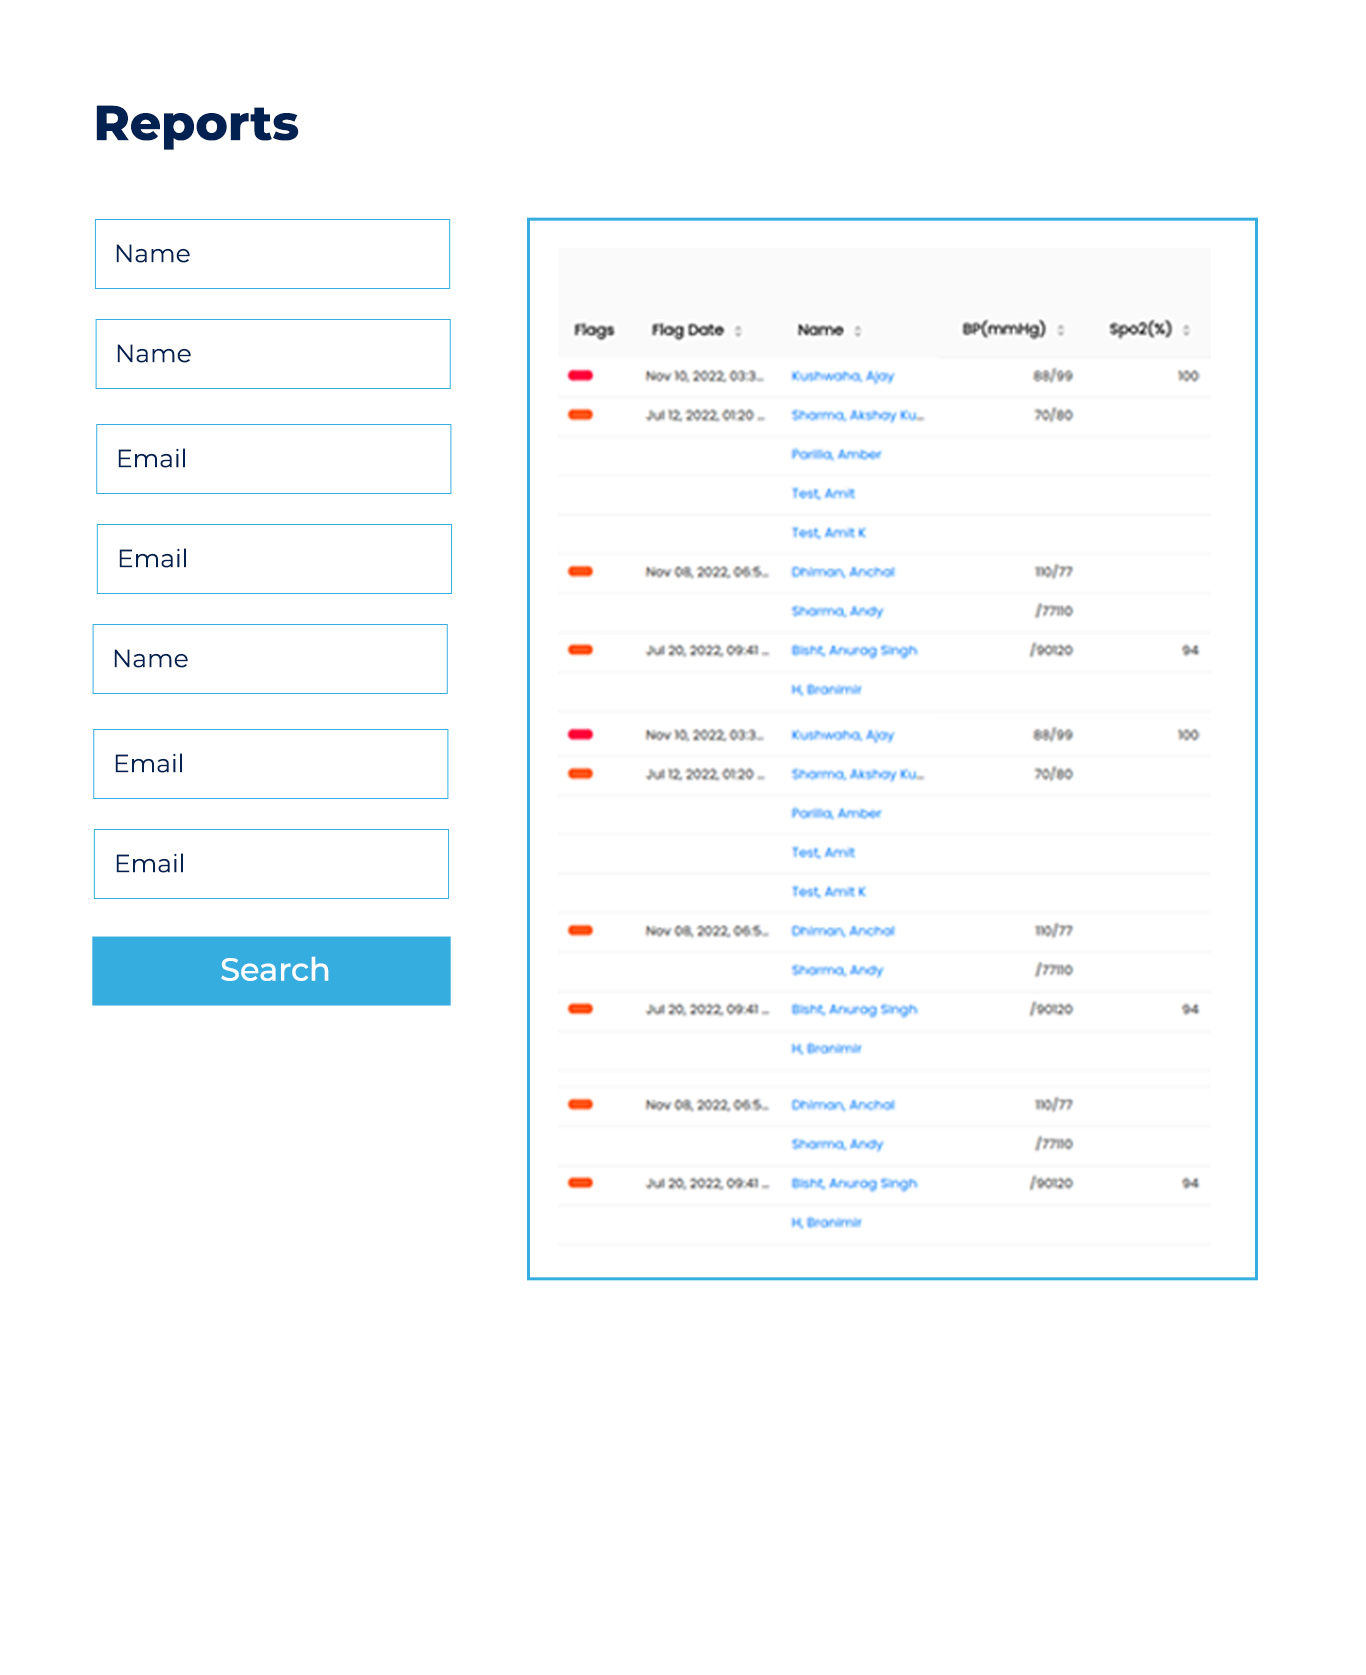 Reports
Name
Name
Email
Email
Name
Email
Email
Search
Flags Flag Date Name BP(mmHg) Spo2(%)
Nov 10, 2022, 03:3... Kushwaha, Ajay 88/99 100
Jul 12, 2022, 01:20 ... Sharma, Akshay Ku... 70/80
Parilla, Amber
Test, Amit
Test, Amit K
Nov 08, 2022, 06:5... Dhiman, Anchal 110/77
Sharma, Andy /77110
Jul 20, 2022, 09:41 ... Bisht, Anurag Singh /90120 94
H, Branimir
Nov 10, 2022, 03:3... Kushwaha, Ajay 88/99 100
Jul 12, 2022, 01:20 ... Sharma, Akshay Ku... 70/80
Parilla, Amber
Test, Amit
Test, Amit K
Nov 08, 2022, 06:5... Dhiman, Anchal 110/77
Sharma, Andy /77110
Jul 20, 2022, 09:41 ... Bisht, Anurag Singh /90120 94
H, Branimir
Nov 08, 2022, 06:5... Dhiman, Anchal 110/77
Sharma, Andy /77110
Jul 20, 2022, 09:41 ... Bisht, Anurag Singh /90120 94
H, Branimir